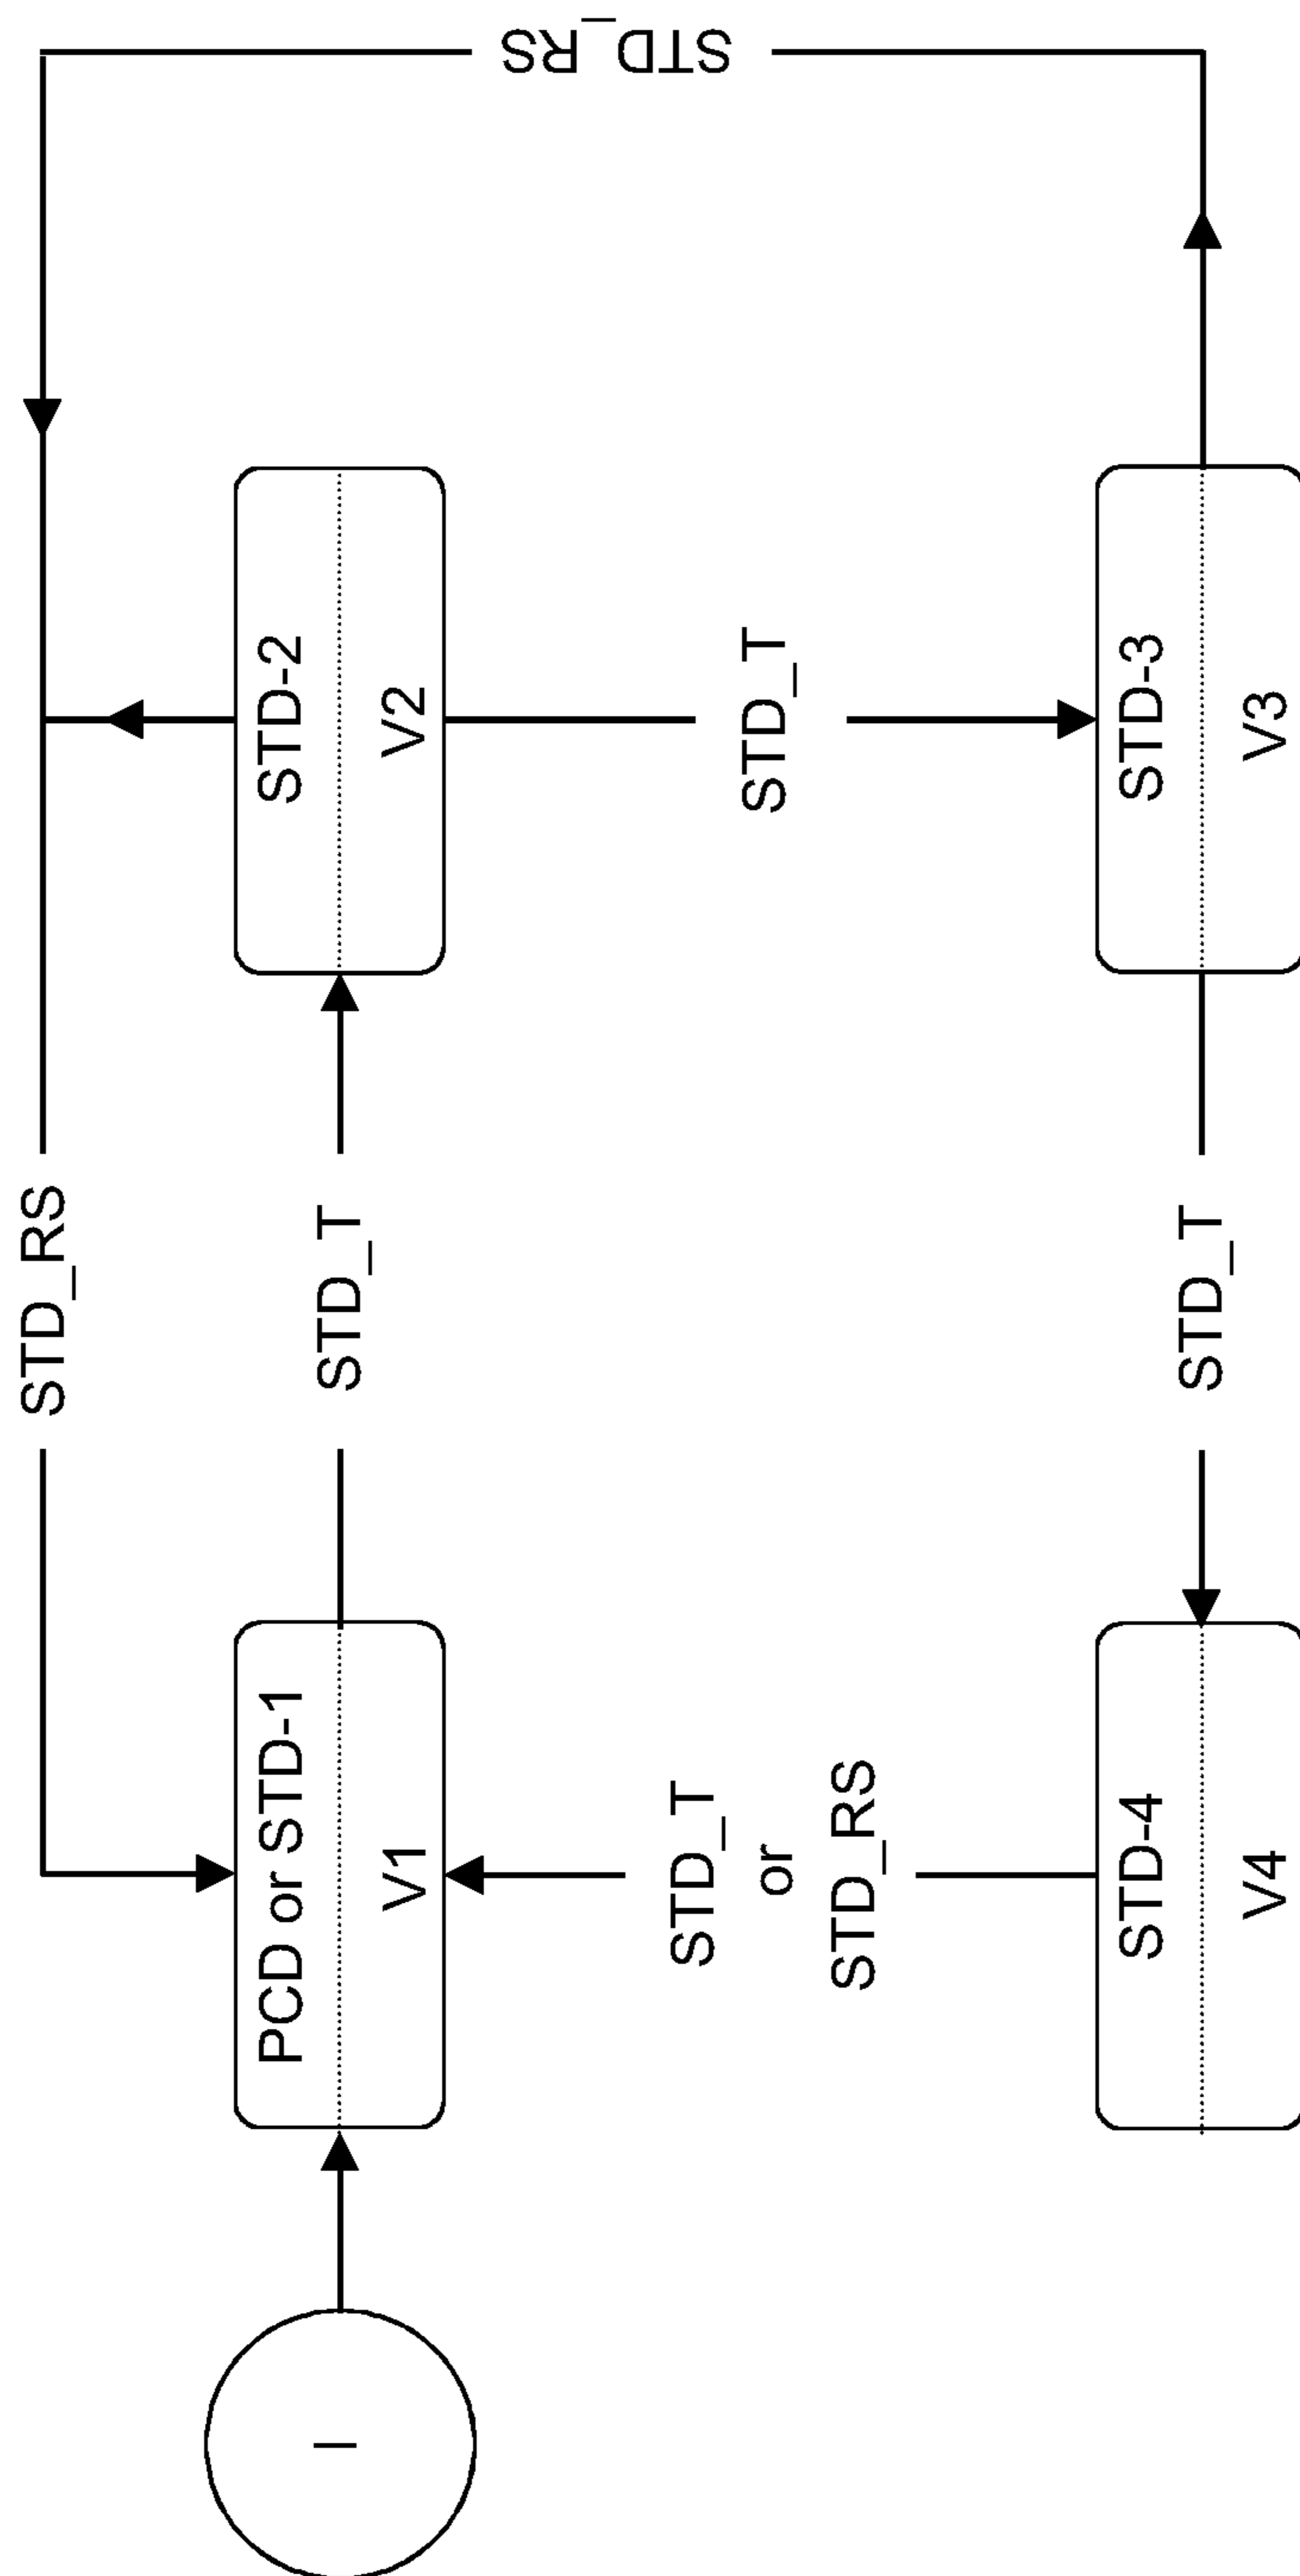 STD_RS
STD_RS
STD_T
I
PCD or STD-1
V1
STD-2
V2
STD_T
or
STD_RS
STD_T
STD-4
V4
STD_T
STD-3
V3